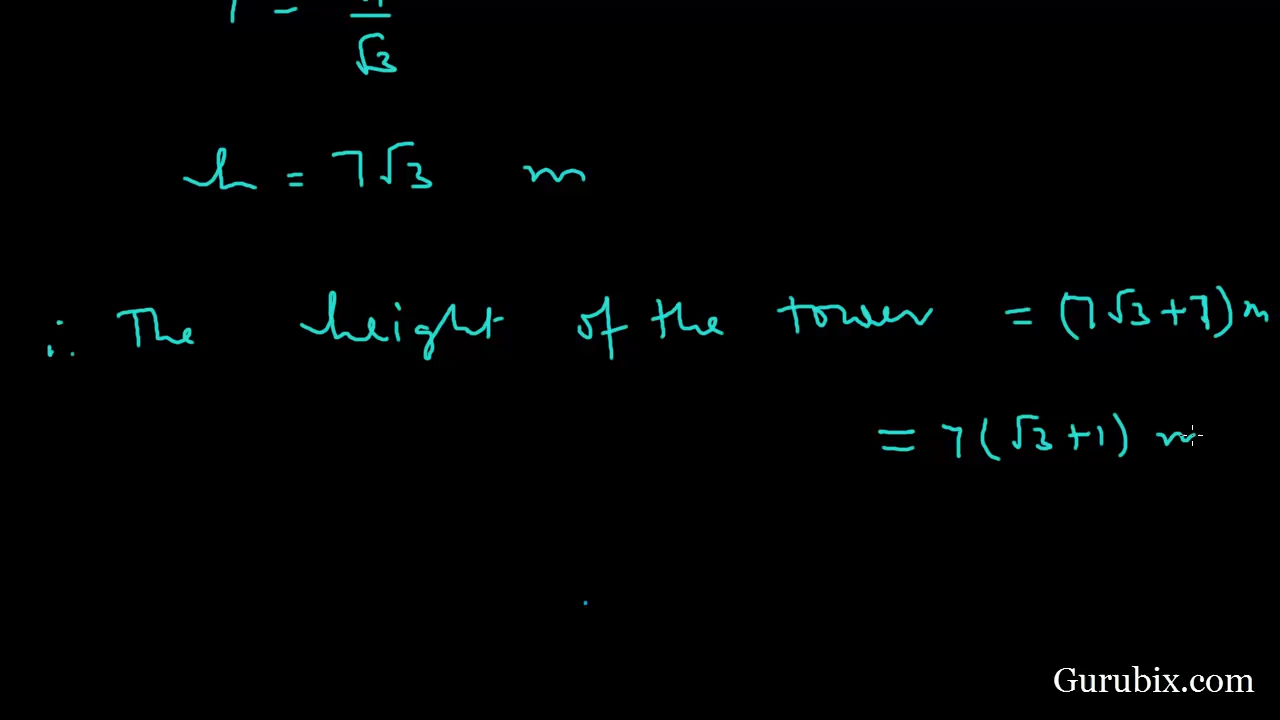 √3
h = 7√3 m
∴ The height of the tower = (7√3+7)m
= 7(√3+1) m
Gurubix.com